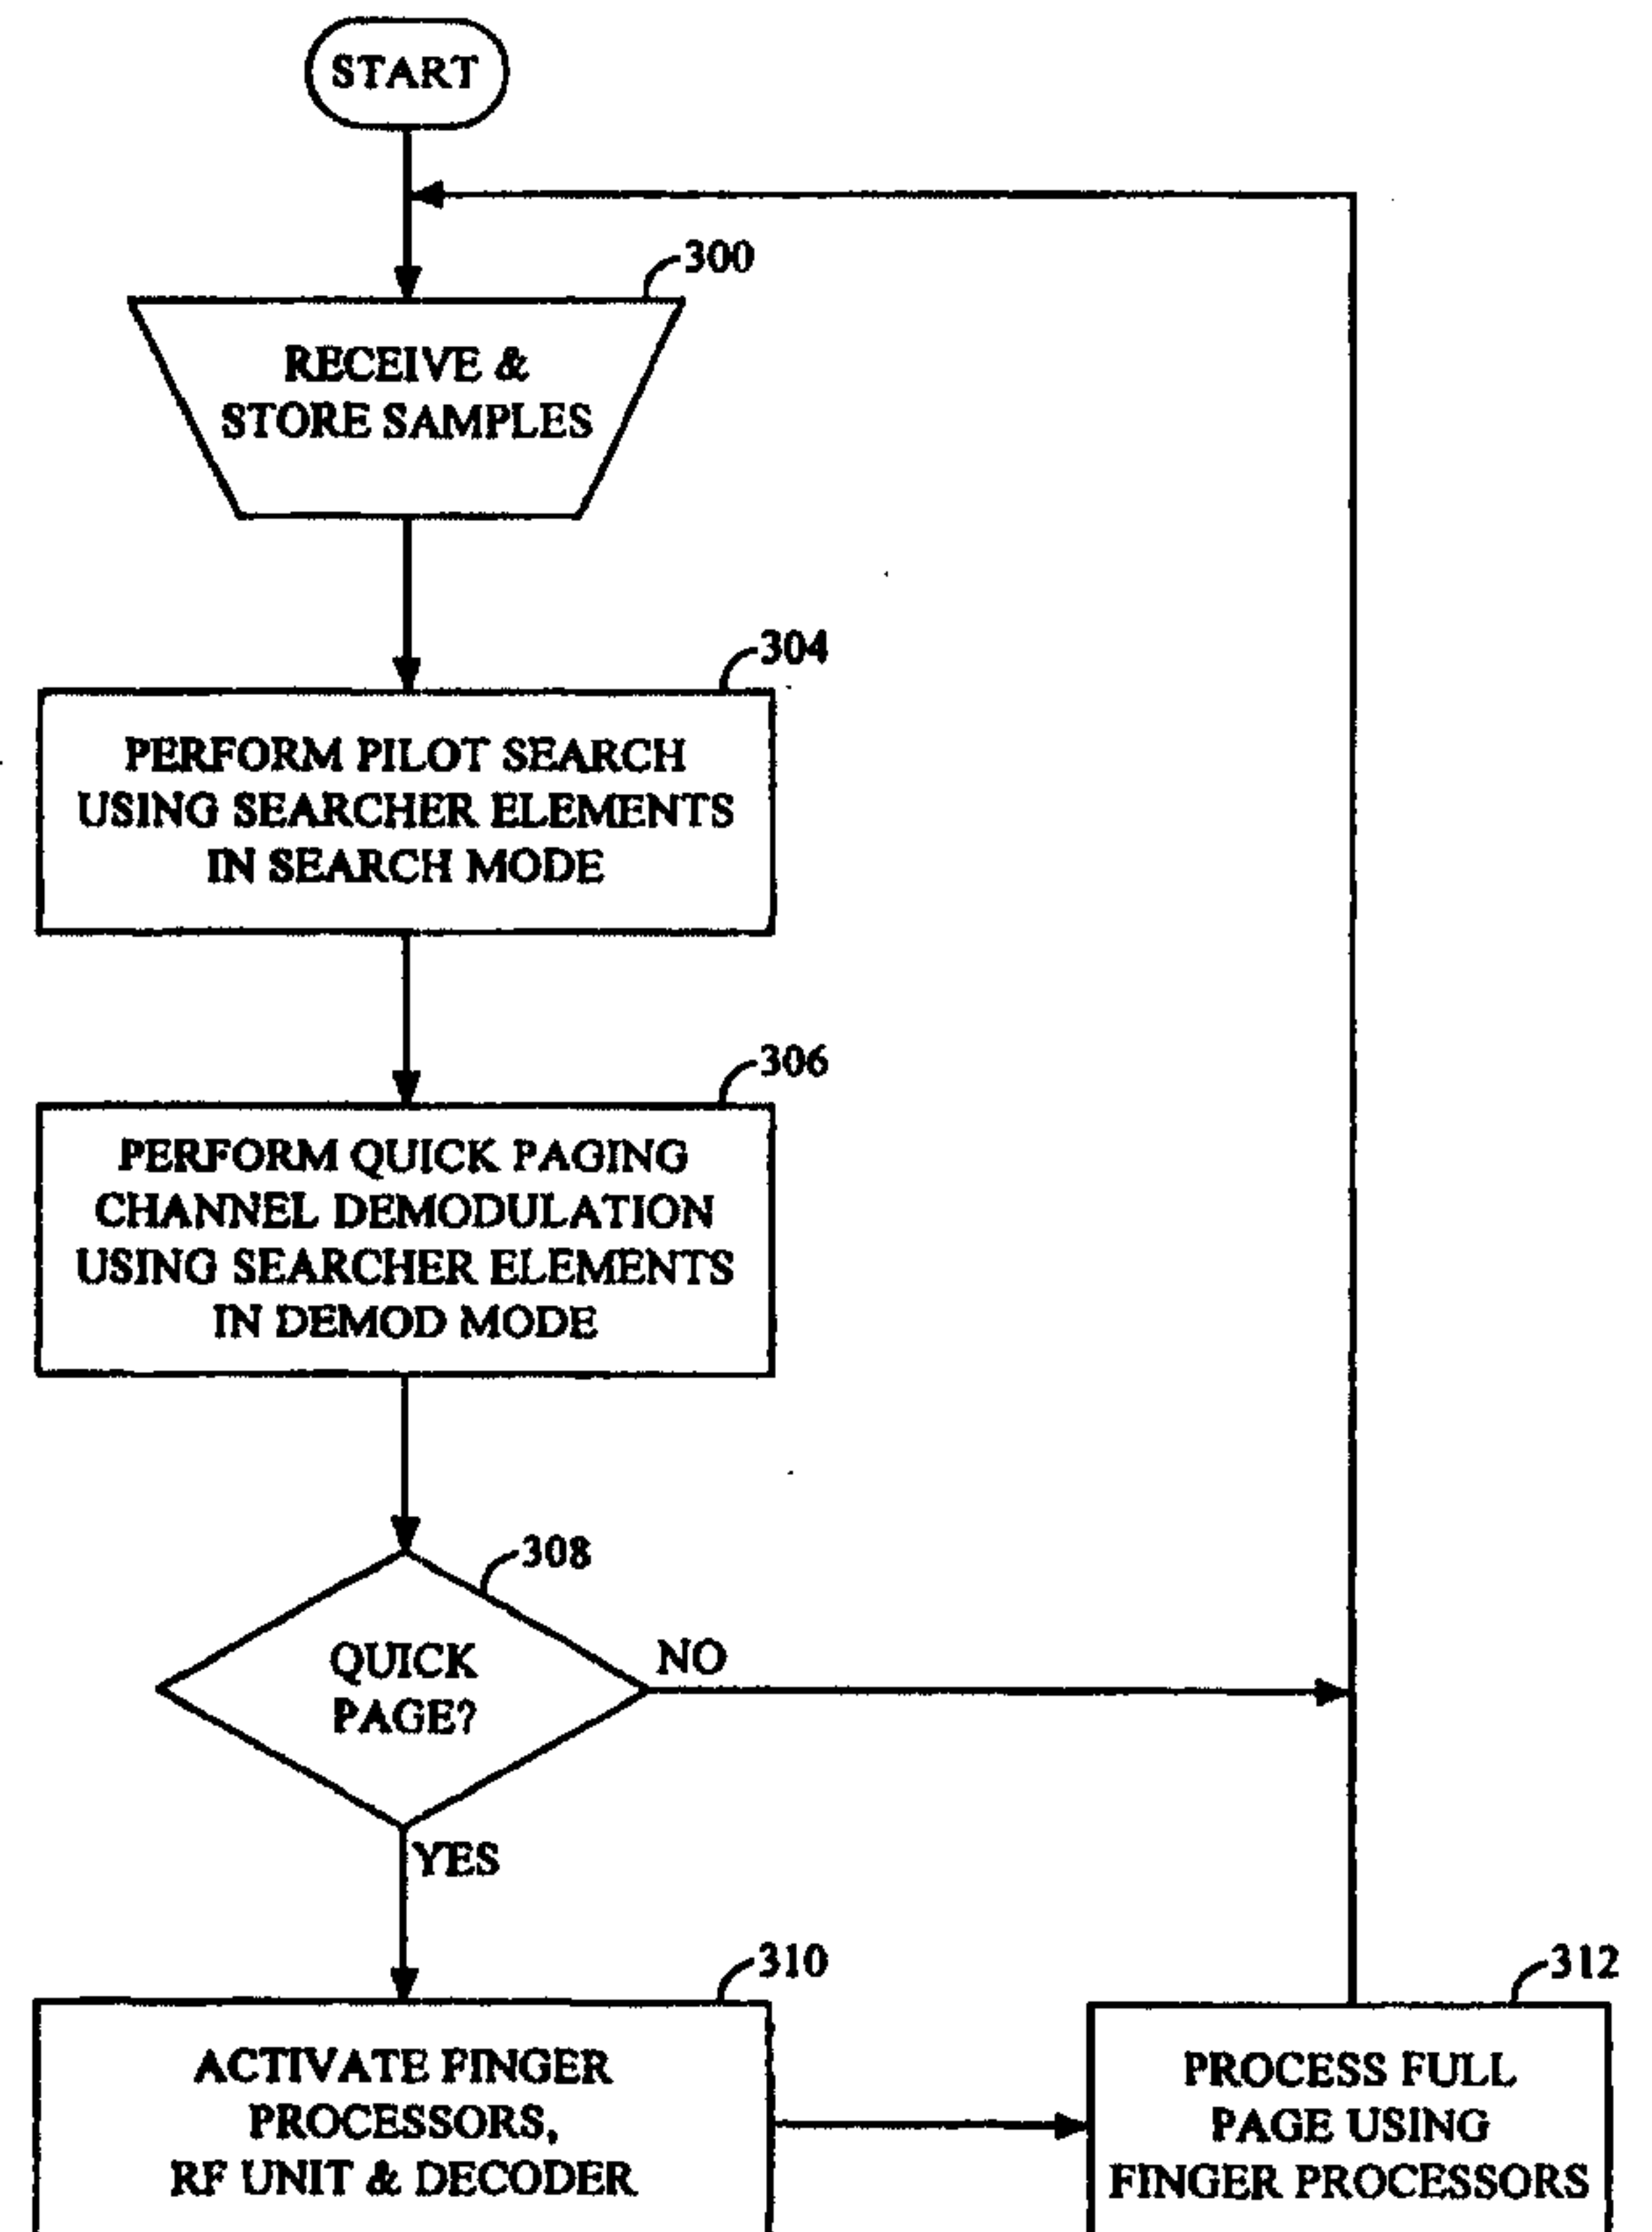 START
300
RECEIVE &
STORE SAMPLES
304
PERFORM PILOT SEARCH
USING SEARCHER ELEMENTS
IN SEARCH MODE
306
PERFORM QUICK PAGING
CHANNEL DEMODULATION
USING SEARCHER ELEMENTS
IN DEMOD MODE
308
QUICK
PAGE?
NO
YES
310
ACTIVATE FINGER
PROCESSORS,
RF UNIT & DECODER
312
PROCESS FULL
PAGE USING
FINGER PROCESSORS